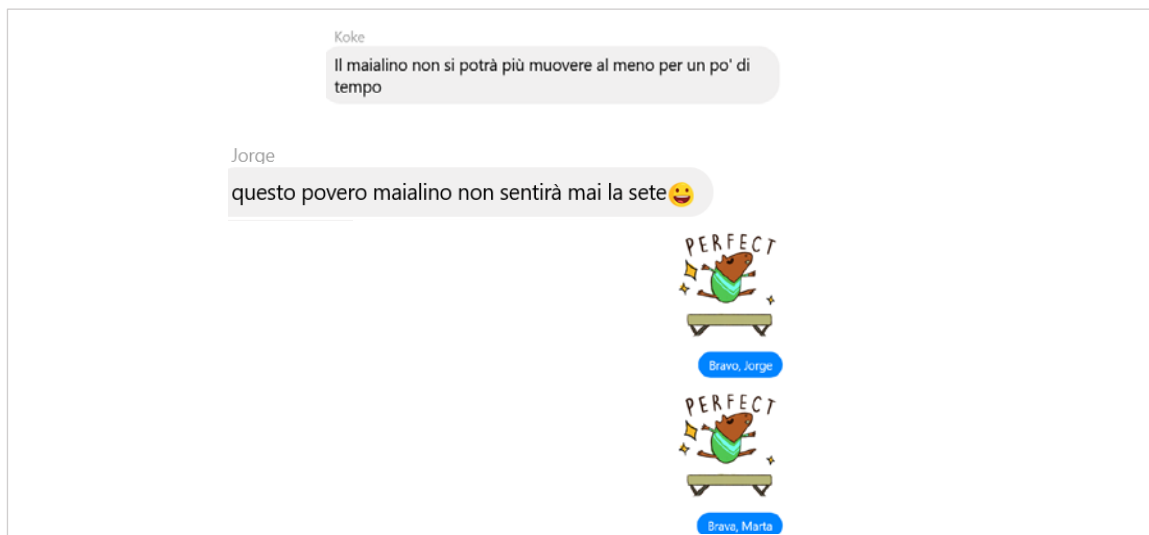 Koke
Il maialino non si potrà più muovere al meno per un po' di
tempo
Jorge
questo povero maialino non sentirà mai la sete😀
PERFECT
Bravo, Jorge
PERFECT
Brava, Marta